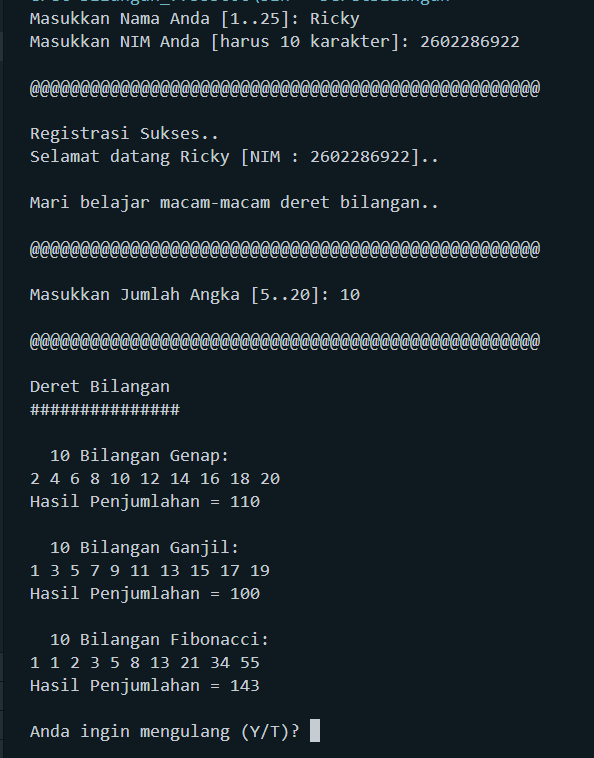 Masukkan Nama Anda [1..25]: Ricky
Masukkan NIM Anda [harus 10 karakter]: 2602286922
@@@@@@@@@@@@@@@@@@@@@@@@@@@@@@@@@@@@@@@@@@@@@@@@@@@
Registrasi Sukses..
Selamat datang Ricky [NIM : 2602286922]..
Mari belajar macam-macam deret bilangan..
@@@@@@@@@@@@@@@@@@@@@@@@@@@@@@@@@@@@@@@@@@@@@@@@@@@
Masukkan Jumlah Angka [5..20]: 10
@@@@@@@@@@@@@@@@@@@@@@@@@@@@@@@@@@@@@@@@@@@@@@@@@@@
Deret Bilangan
###############
10 Bilangan Genap:
2 4 6 8 10 12 14 16 18 20
Hasil Penjumlahan = 110
10 Bilangan Ganjil:
1 3 5 7 9 11 13 15 17 19
Hasil Penjumlahan = 100
10 Bilangan Fibonacci:
1 1 2 3 5 8 13 21 34 55
Hasil Penjumlahan = 143
Anda ingin mengulang (Y/T)?